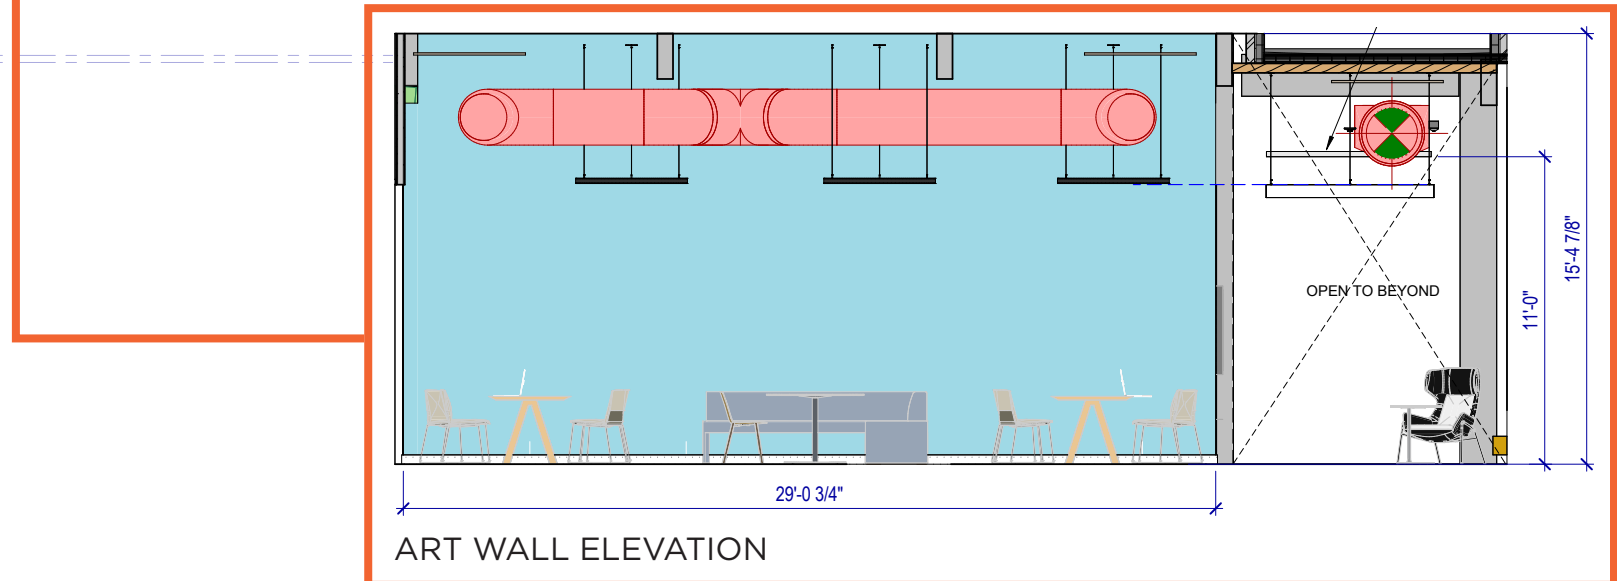 OPEN TO BEYOND
11'-0"
15'-4 7/8"
29'-0 3/4"
ART WALL ELEVATION